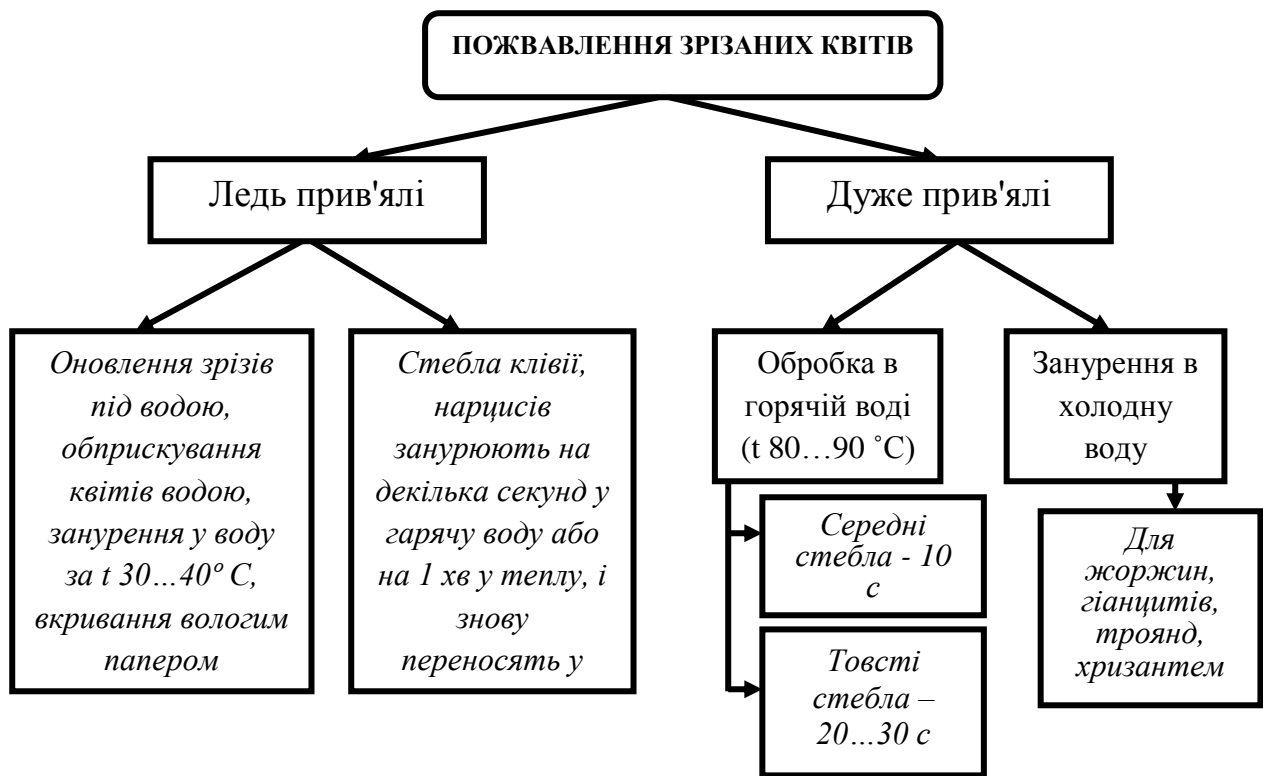 ПОЖВАВЛЕННЯ ЗРІЗАНИХ КВІТІВ
Ледь прив'ялі
Дуже прив'ялі
Оновлення зрізів
під водою,
обприскування
квітів водою,
занурення у воду
за t 30…40º С,
вкривання вологим
папером
Стебла клівії,
нарцисів
занурюють на
декілька секунд у
гарячу воду або
на 1 хв у теплу, і
знову
переносять у
Обробка в
горячій воді
(t 80…90 ˚С)
Середні
стебла - 10
с
Товсті
стебла –
20…30 с
Занурення в
холодну
воду
Для
жоржин,
гіанцитів,
троянд,
хризантем